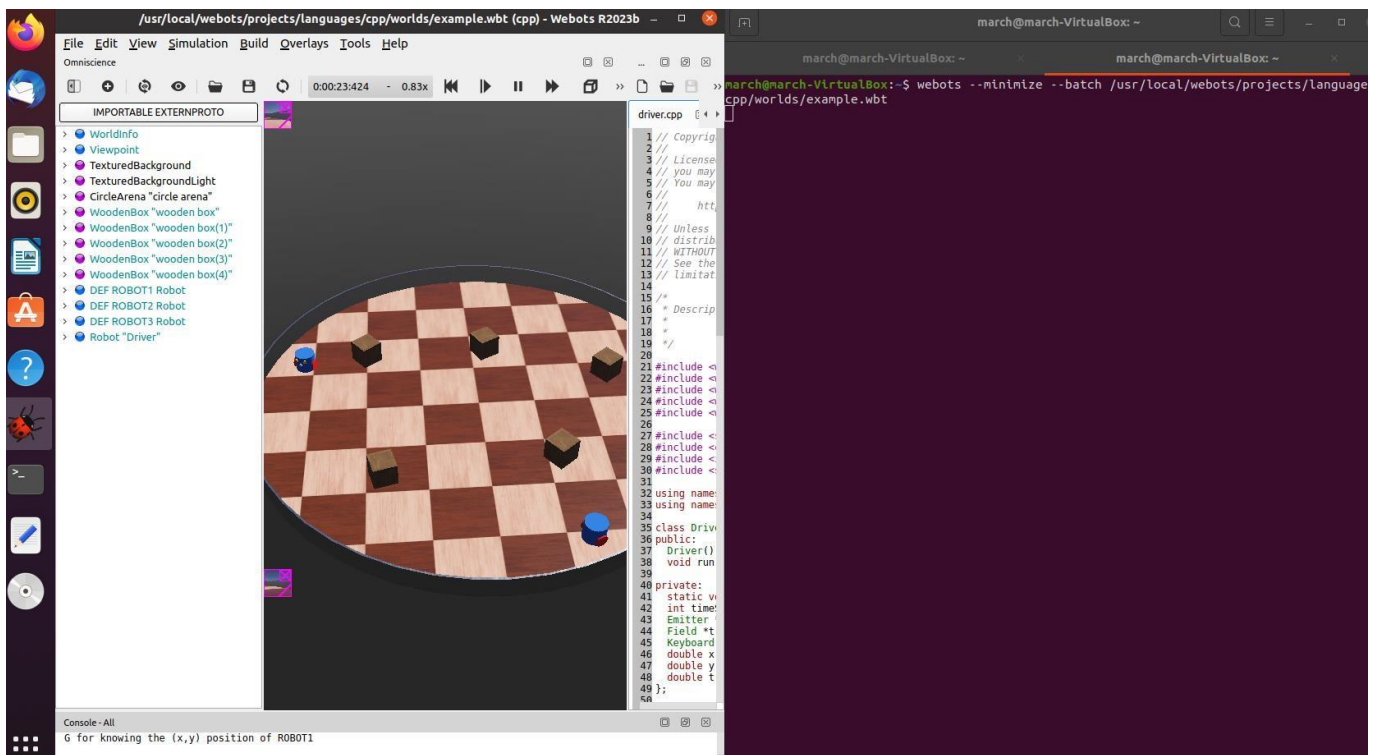 /usr/local/webots/projects/languages/cpp/worlds/example.wbt (cpp) - Webots R2023b
File Edit View Simulation Build Overlays Tools Help
Omniscience
...
0:00:23:424 - 0.83x
IMPORTABLE EXTERNPROTO
WorldInfo
Viewpoint
TexturedBackground
TexturedBackgroundLight
CircleArena "circle arena"
WoodenBox "wooden box"
WoodenBox "wooden box(1)"
WoodenBox "wooden box(2)"
WoodenBox "wooden box(3)"
WoodenBox "wooden box(4)"
DEF ROBOT1 Robot
DEF ROBOT2 Robot
DEF ROBOT3 Robot
Robot "Driver"
driver.cpp
1 // Copyrig
2 //
3 // License
4 // you may
5 // You may
6 //
7 // htt
8 //
9 // Unless
10 // distrib
11 // WITHOUT
12 // See the
13 // limitat
14
15 /*
16 * Descrip
17 *
18 *
19 */
20
21 #include <
22 #include <
23 #include <
24 #include <
25 #include <
26
27 #include <
28 #include <
29 #include <
30 #include <
31
32 using name
33 using name
34
35 class Driv
36 public:
37 Driver()
38 void run
39
40 private:
41 static v
42 int time
43 Emitter
44 Field *t
45 Keyboard
46 double x
47 double y
48 double t
49 };
50
Console - All
G for knowing the (x,y) position of ROBOT1
march@march-VirtualBox: ~
march@march-VirtualBox: ~ march@march-VirtualBox: ~
march@march-VirtualBox:~$ webots --minimize --batch /usr/local/webots/projects/language
cpp/worlds/example.wbt